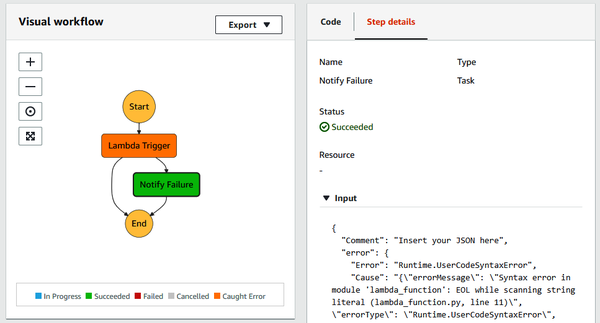 Visual workflow
Export
Start
Lambda Trigger
Notify Failure
End
In Progress Succeeded Failed Cancelled Caught Error
Code Step details
Name Type
Notify Failure Task
Status
Succeeded
Resource
-
Input
{
"Comment": "Insert your JSON here",
"error": {
"Error": "Runtime.UserCodeSyntaxError",
"Cause": "{\"errorMessage\": \"Syntax error in
module 'lambda_function': EOL while scanning string
literal (lambda_function.py, line 11)\",
\"errorType\": \"Runtime.UserCodeSyntaxError\",